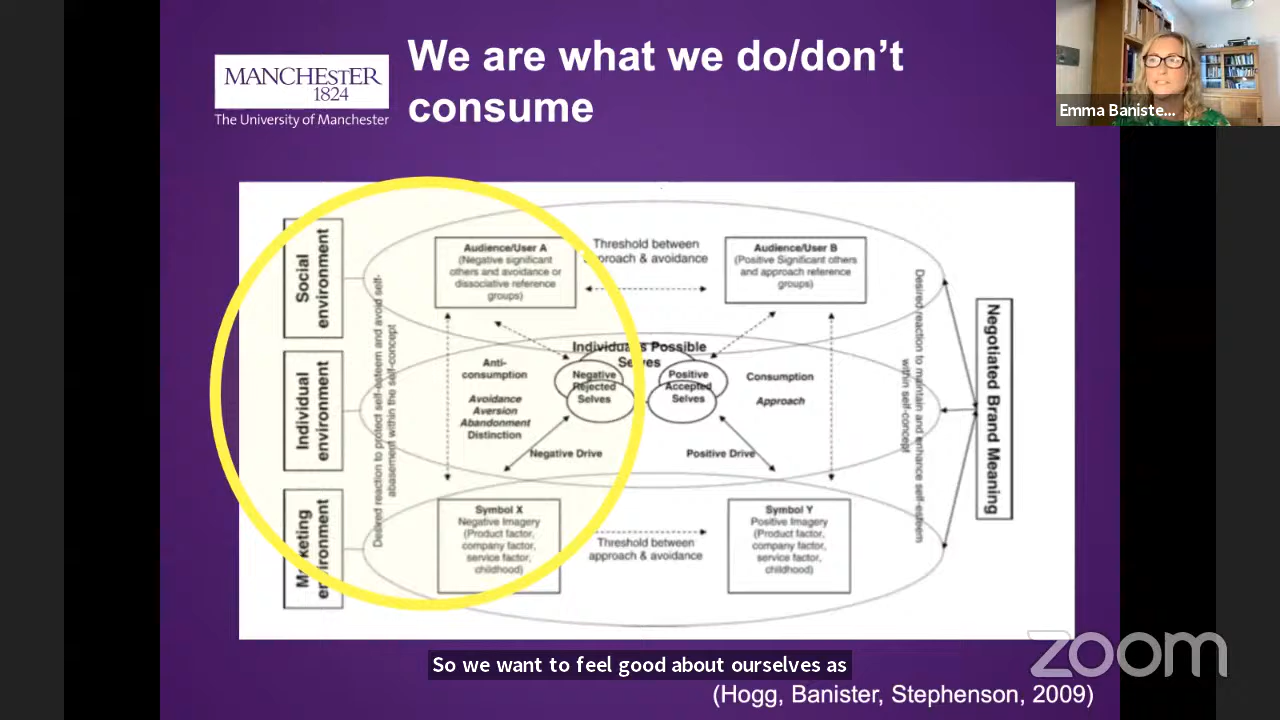 We are what we do/don't
consume
MANCHESTER
1824
The University of Manchester
Emma Baniste...
Social
environment
Individual
environment
Marketing
environment
Desired reaction to protect self-esteem and avoid self-
abasement within the self-concept
Audience/User A
(Negative significant
others and avoidance or
dissociative reference
groups)
Threshold between
approach & avoidance
Audience/User B
(Positive Significant others
and approach reference
groups)
Individual's Possible
Selves
Anti-
consumption
Avoidance
Aversion
Abandonment
Distinction
Negative
Rejected
Selves
Positive
Accepted
Selves
Consumption
Approach
Negative Drive
Positive Drive
Symbol X
Negative Imagery
(Product factor,
company factor,
service factor,
childhood)
Threshold between
approach & avoidance
Symbol Y
Positive Imagery
(Product factor,
company factor,
service factor,
childhood)
Desired reaction to maintain and enhance self-esteem
within self-concept
Negotiated Brand Meaning
So we want to feel good about ourselves as
zoom
(Hogg, Banister, Stephenson, 2009)